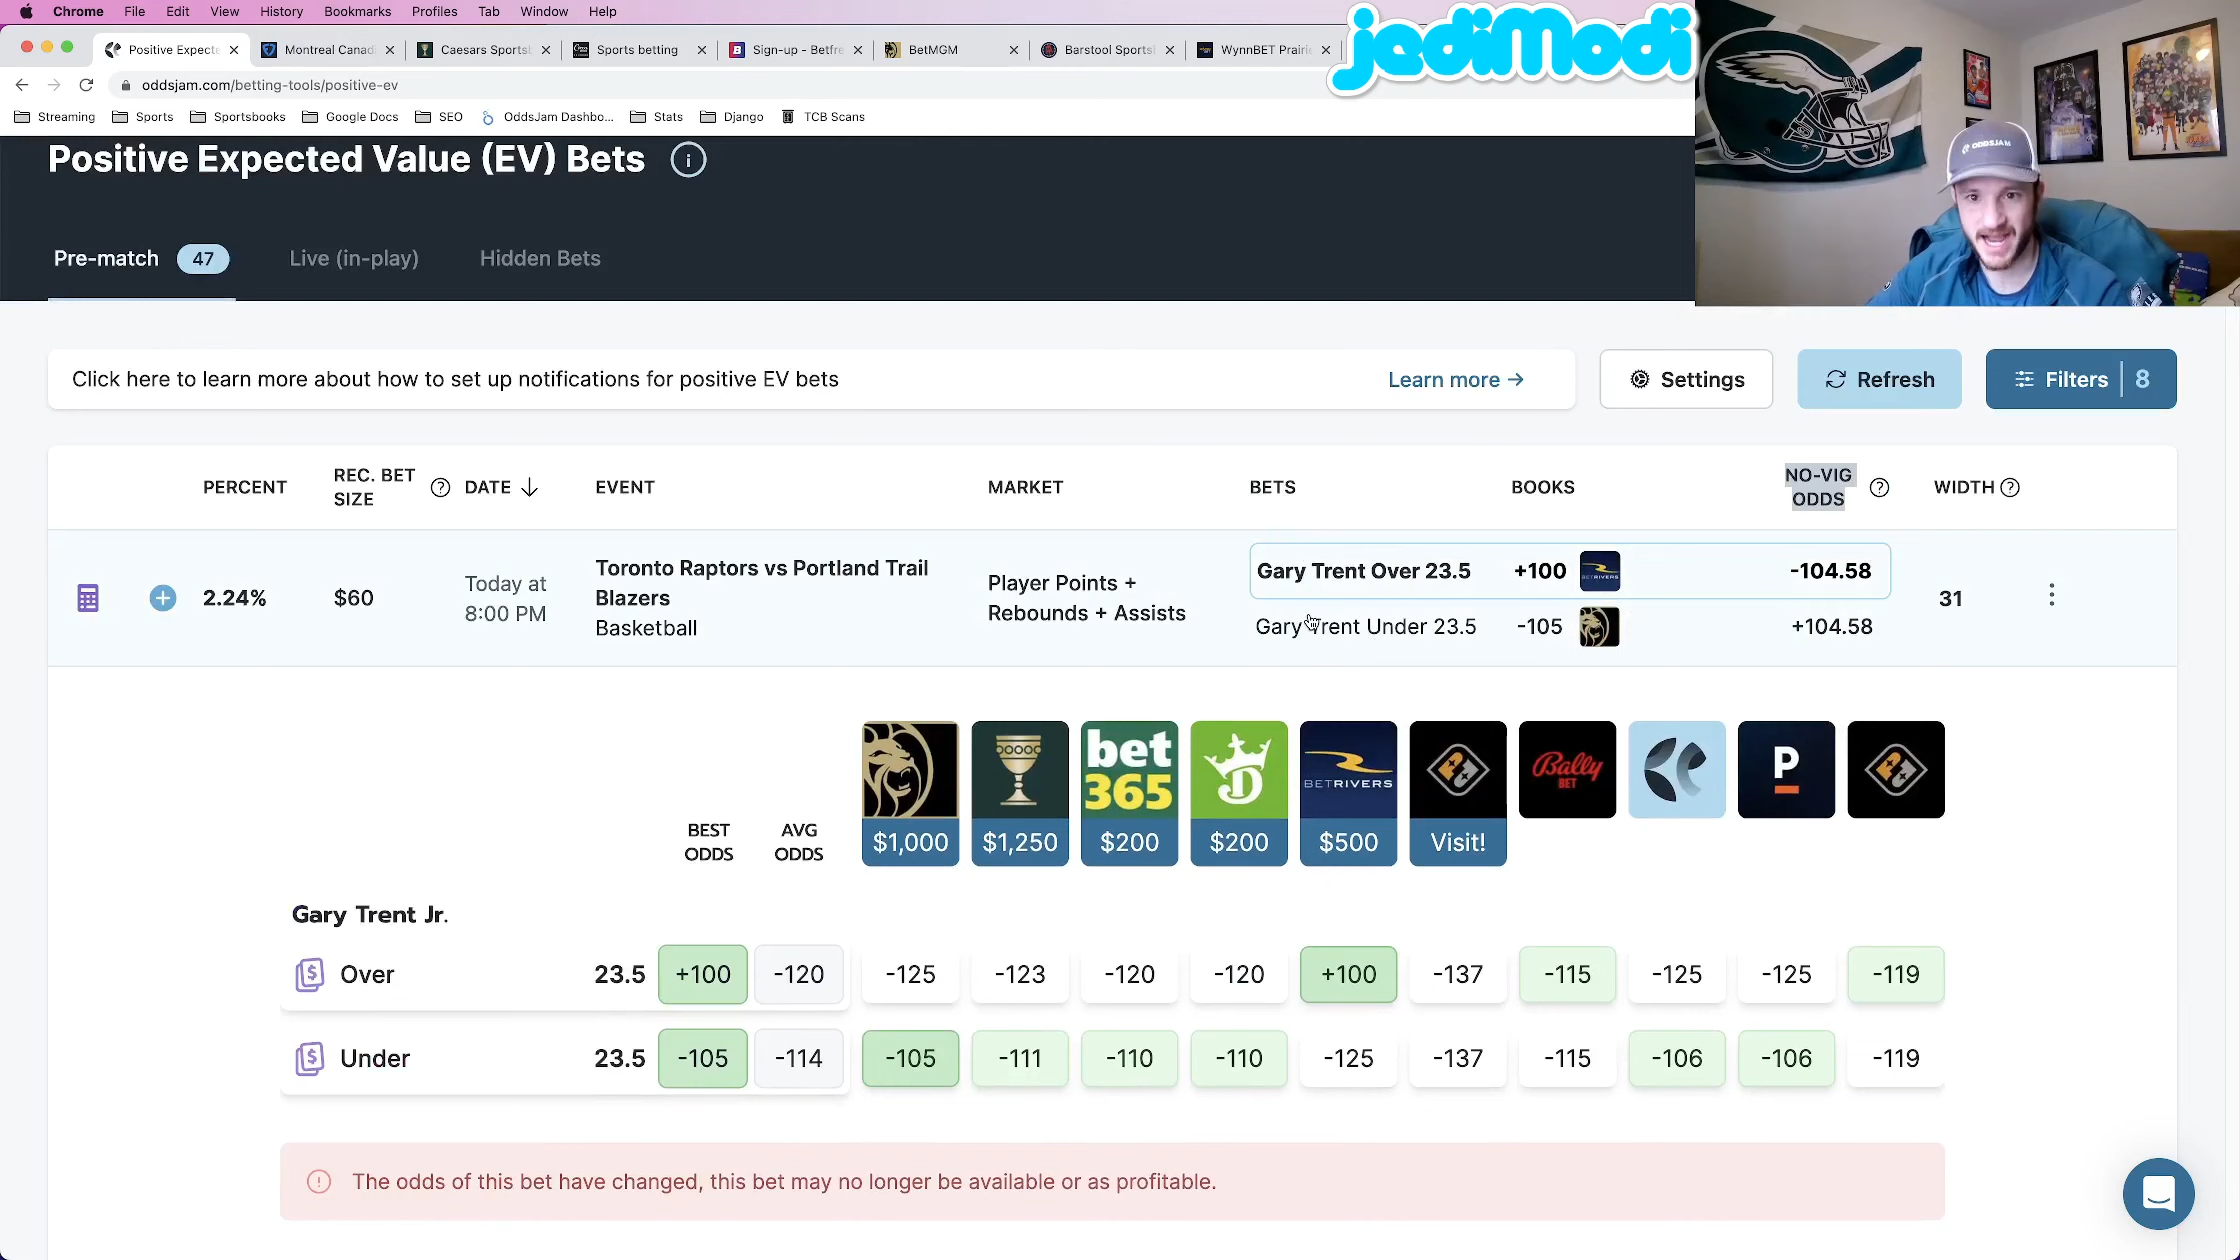 Chrome File Edit View History Bookmarks Profiles Tab Window Help
Positive Expecte Montreal Canadi Caesars Sportsb Sports betting Sign-up - Betfre BetMGM Barstool Sportsb WynnBET Prairie
jediModi
oddsjam.com/betting-tools/positive-ev
Streaming Sports Sportsbooks Google Docs SEO OddsJam Dashbo... Stats Django TCB Scans
ODDSJAM
Positive Expected Value (EV) Bets i
Pre-match 47 Live (in-play) Hidden Bets
Click here to learn more about how to set up notifications for positive EV bets Learn more → Settings Refresh Filters 8
PERCENT REC. BET SIZE ? DATE ↓ EVENT MARKET BETS BOOKS NO-VIG ODDS ? WIDTH ?
2.24% $60 Today at 8:00 PM
Toronto Raptors vs Portland Trail Blazers
Basketball
Player Points + Rebounds + Assists
Gary Trent Over 23.5 +100 BETRIVERS -104.58
Gary Trent Under 23.5 -105 +104.58
31
BEST ODDS AVG ODDS
bet365 BETRIVERS Bally BET P
$1,000 $1,250 $200 $200 $500 Visit!
Gary Trent Jr.
Over 23.5 +100 -120 -125 -123 -120 -120 +100 -137 -115 -125 -125 -119
Under 23.5 -105 -114 -105 -111 -110 -110 -125 -137 -115 -106 -106 -119
The odds of this bet have changed, this bet may no longer be available or as profitable.